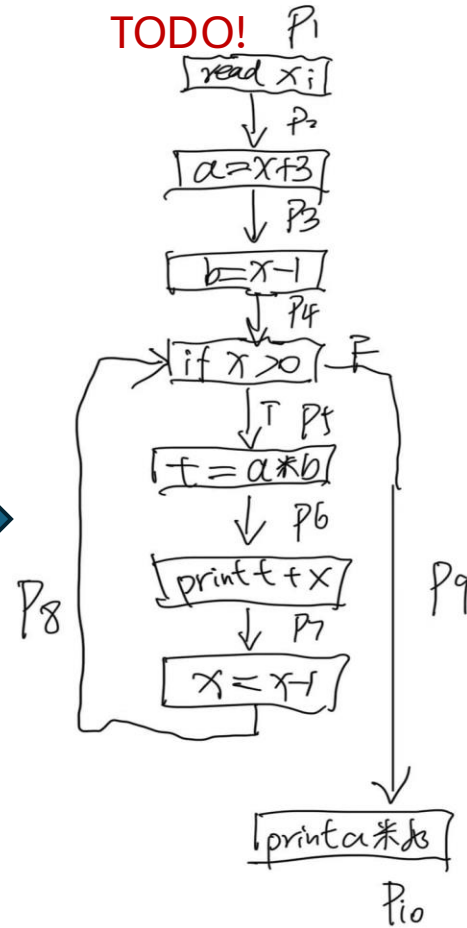 TODO!
P1
read x;
P2
a=x+3
P3
b=x-1
P4
if x>0
F
T P5
t=a*b
P6
print t+x
P7
x=x-1
P8
P9
print a*b
P10